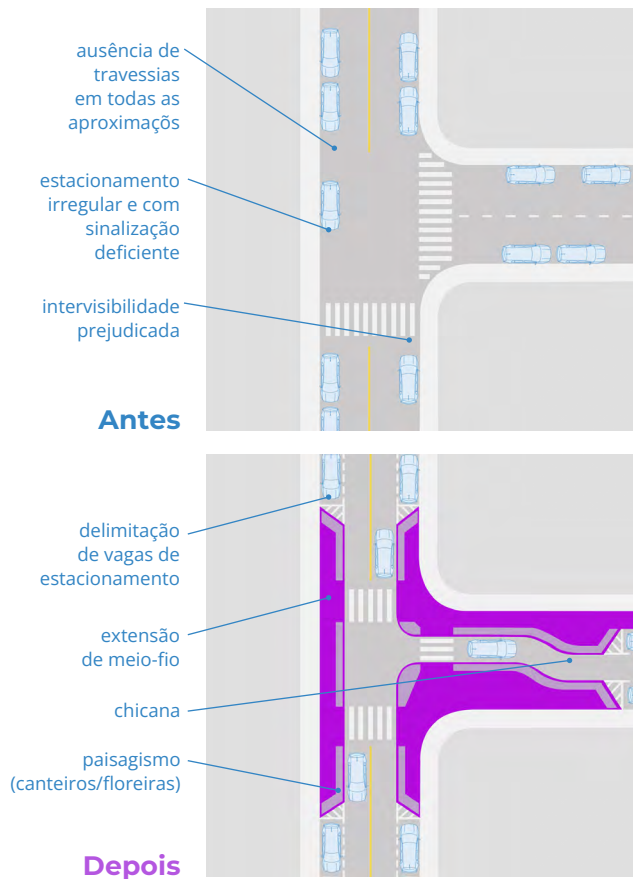 ausência de
travessias
em todas as
aproximaçõs
estacionamento
irregular e com
sinalização
deficiente
intervisibilidade
prejudicada
Antes
delimitação
de vagas de
estacionamento
extensão
de meio-fio
chicana
paisagismo
(canteiros/floreiras)
Depois